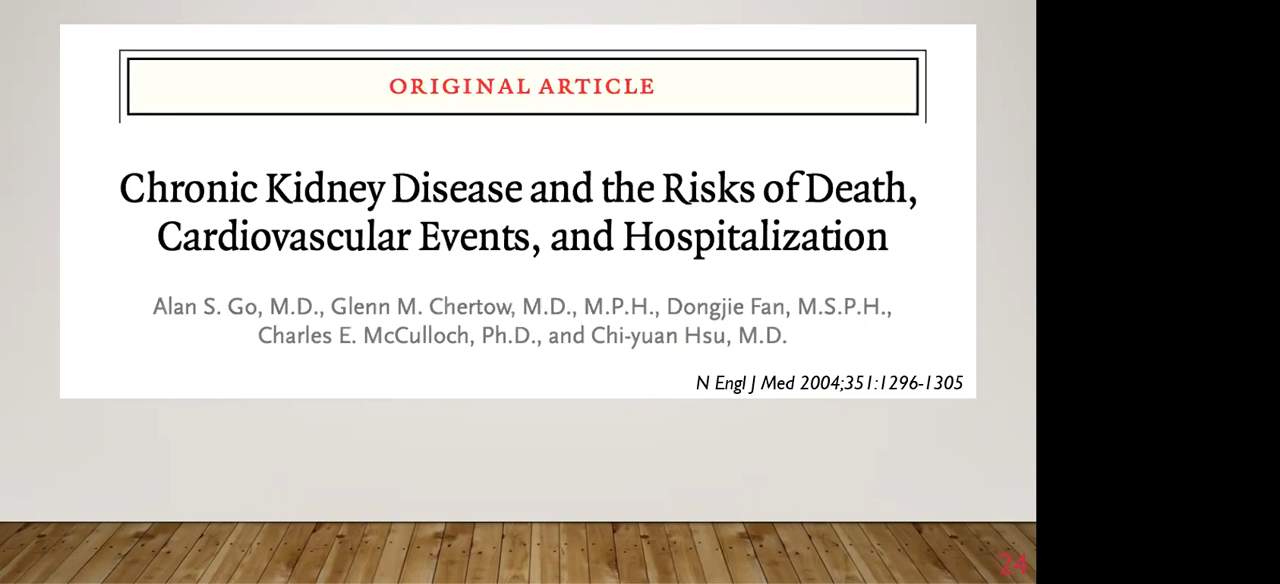 ORIGINAL ARTICLE
Chronic Kidney Disease and the Risks of Death,
Cardiovascular Events, and Hospitalization
Alan S. Go, M.D., Glenn M. Chertow, M.D., M.P.H., Dongjie Fan, M.S.P.H.,
Charles E. McCulloch, Ph.D., and Chi-yuan Hsu, M.D.
N Engl J Med 2004;351:1296-1305
24